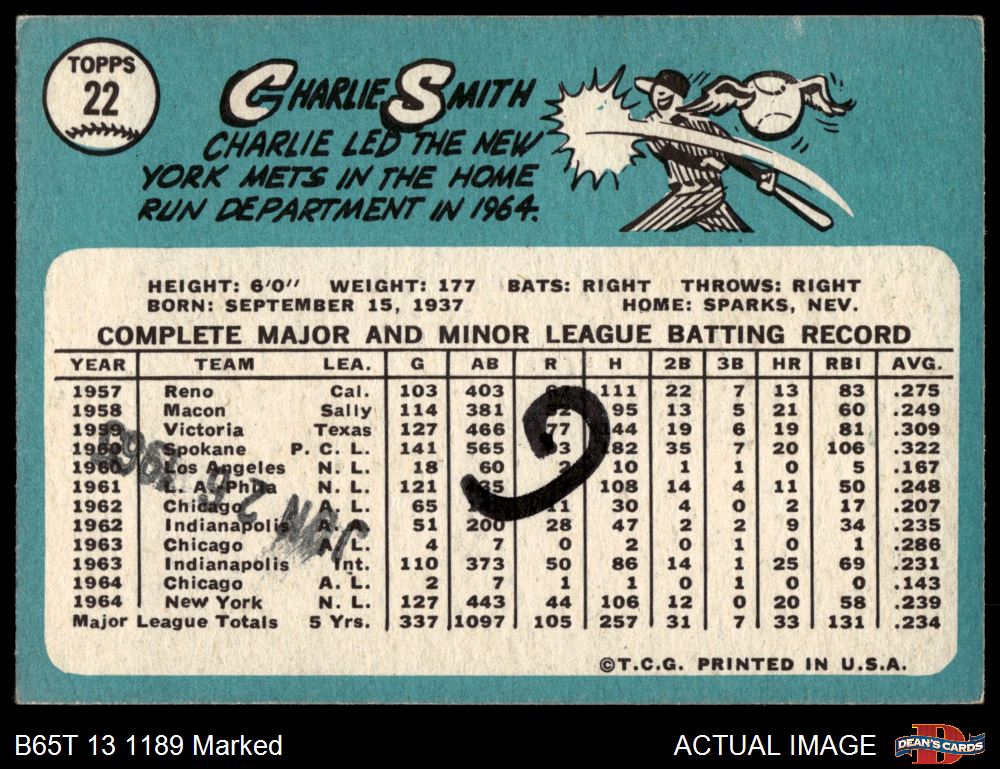 TOPPS
22
CHARLIE SMITH
CHARLIE LED THE NEW
YORK METS IN THE HOME
RUN DEPARTMENT IN 1964.
HEIGHT: 6'0" WEIGHT: 177 BATS: RIGHT THROWS: RIGHT
BORN: SEPTEMBER 15, 1937 HOME: SPARKS, NEV.
COMPLETE MAJOR AND MINOR LEAGUE BATTING RECORD
YEAR TEAM LEA. G AB R H 2B 3B HR RBI AVG.
1957 Reno Cal. 103 403 111 22 7 13 83 .275
1958 Macon Sally 114 381 95 13 5 21 60 .249
1959 Victoria Texas 127 466 77 44 19 6 19 81 .309
1960 Spokane P. C. L. 141 565 82 35 7 20 106 .322
1960 Los Angeles N. L. 18 60 2 10 1 1 0 5 .167
1961 L. A.-Phila N. L. 121 108 14 4 11 50 .248
1962 Chicago A. L. 65 11 30 4 0 2 17 .207
1962 Indianapolis A. A. 51 200 28 47 2 2 9 34 .235
1963 Chicago A. L. 4 7 0 2 0 1 0 1 .286
1963 Indianapolis Int. 110 373 50 86 14 1 25 69 .231
1964 Chicago A. L. 2 7 1 1 0 1 0 0 .143
1964 New York N. L. 127 443 44 106 12 0 20 58 .239
Major League Totals 5 Yrs. 337 1097 105 257 31 7 33 131 .234
©T.C.G. PRINTED IN U.S.A.
B65T 13 1189 Marked
ACTUAL IMAGE
DEAN'S CARDS